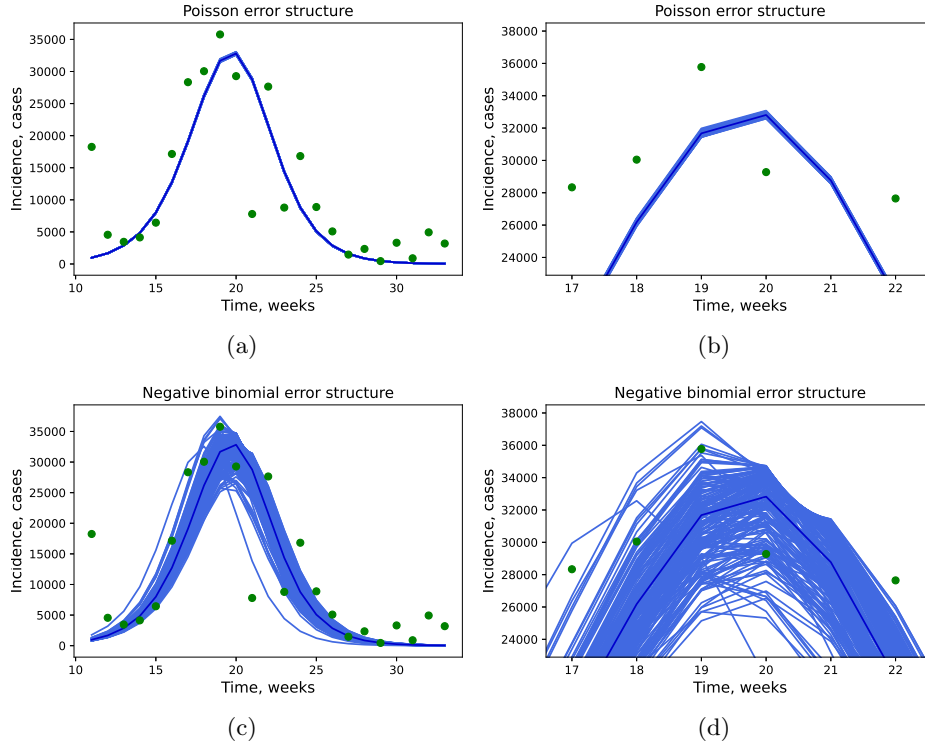 Poisson error structure
Incidence, cases
35000
30000
25000
20000
15000
10000
5000
0
10 15 20 25 30
Time, weeks
(a)
Poisson error structure
Incidence, cases
38000
36000
34000
32000
30000
28000
26000
24000
17 18 19 20 21 22
Time, weeks
(b)
Negative binomial error structure
Incidence, cases
35000
30000
25000
20000
15000
10000
5000
0
10 15 20 25 30
Time, weeks
(c)
Negative binomial error structure
Incidence, cases
38000
36000
34000
32000
30000
28000
26000
24000
17 18 19 20 21 22
Time, weeks
(d)